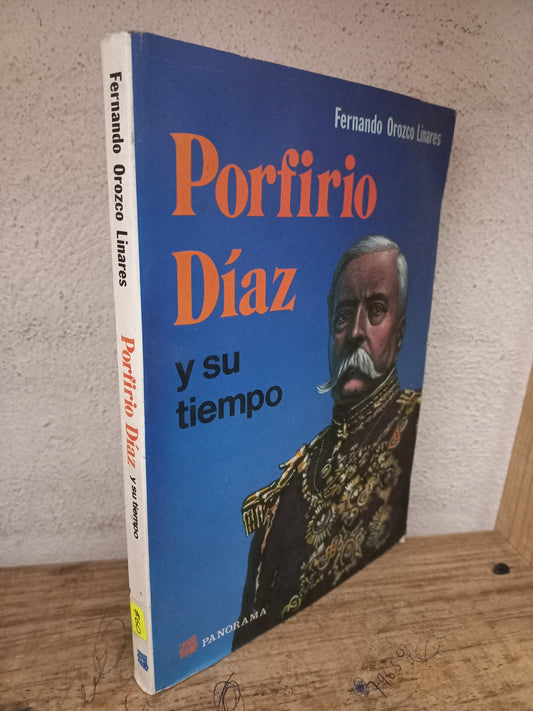 Fernando Orozco Linares
Porfirio
Díaz
y su
tiempo
PANORAMA
Fernando Orozco Linares
Porfirio Díaz
y su tiempo